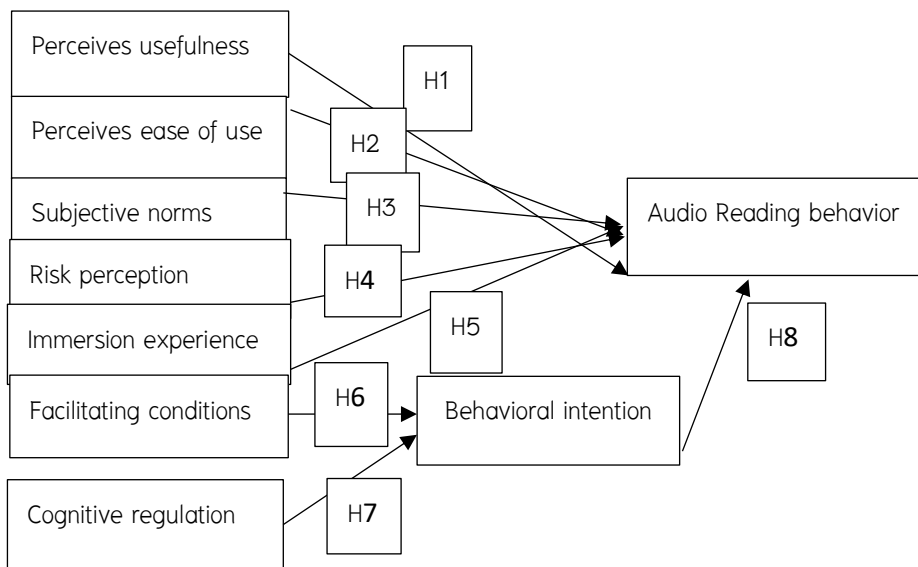 Perceives usefulness
H1
Perceives ease of use
H2
Subjective norms
H3
Audio Reading behavior
Risk perception
H4
Immersion experience
H5
H8
Facilitating conditions
H6
Behavioral intention
Cognitive regulation
H7